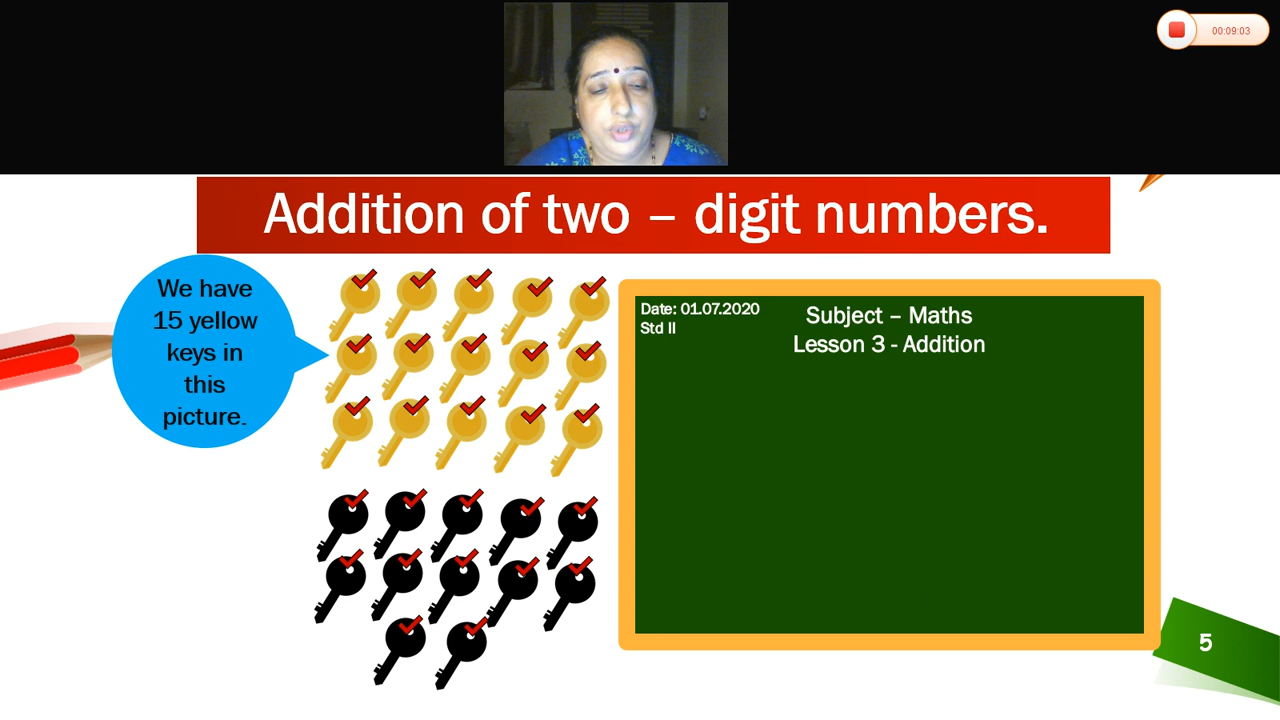 00:09:03
Addition of two – digit numbers.
We have
15 yellow
keys in
this
picture.
Date: 01.07.2020
Std II
Subject – Maths
Lesson 3 - Addition
5